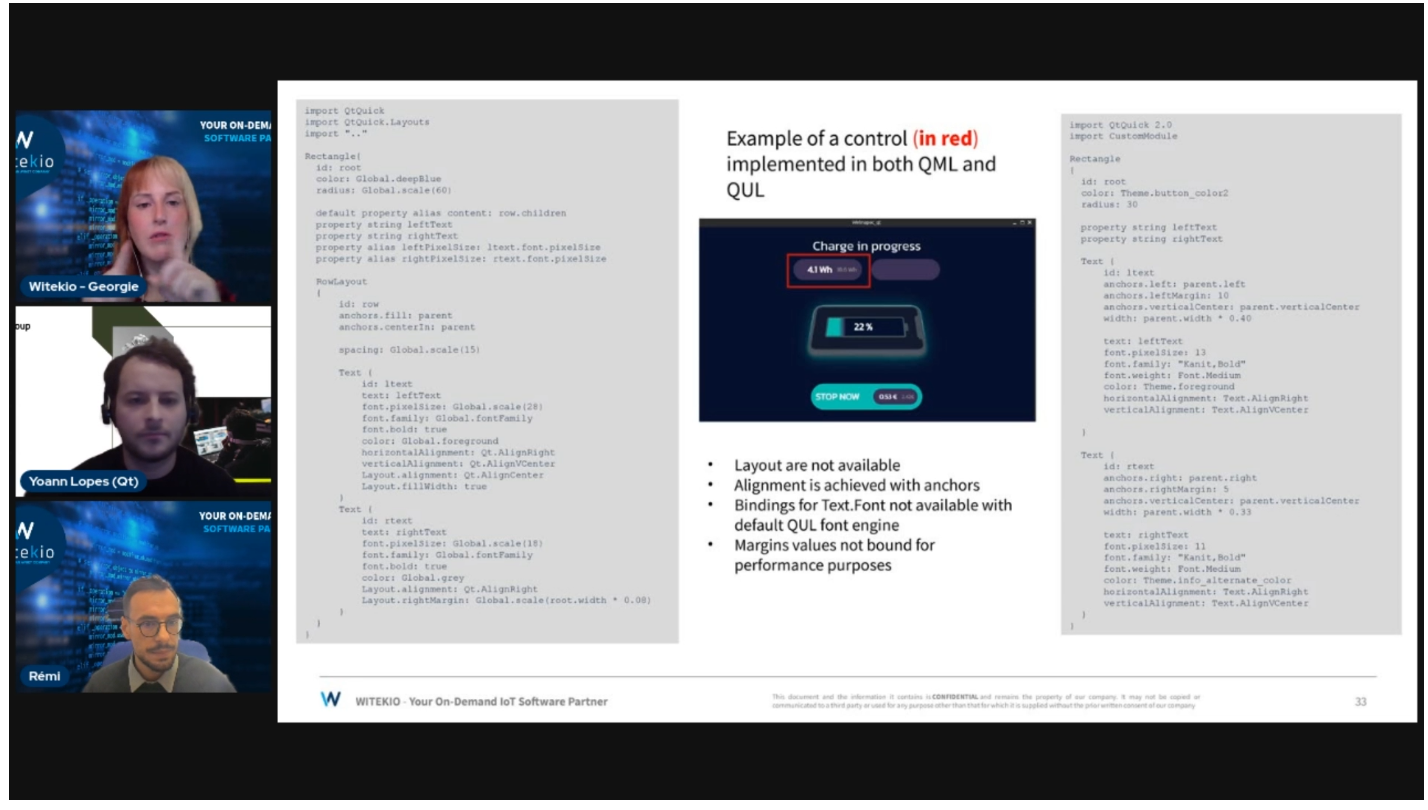 W
tekio
YOUR ON-DEMA
SOFTWARE PA
Witekio – Georgie
oup
Yoann Lopes (Qt)
W
tekio
YOUR ON-DEMA
SOFTWARE PA
Rémi
import QtQuick
import QtQuick.Layouts
import ".."
Rectangle{
id: root
color: Global.deepBlue
radius: Global.scale(60)
default property alias content: row.children
property string leftText
property string rightText
property alias leftPixelSize: ltext.font.pixelSize
property alias rightPixelSize: rtext.font.pixelSize
RowLayout
{
id: row
anchors.fill: parent
anchors.centerIn: parent
spacing: Global.scale(15)
Text {
id: ltext
text: leftText
font.pixelSize: Global.scale(28)
font.family: Global.fontFamily
font.bold: true
color: Global.foreground
horizontalAlignment: Qt.AlignRight
verticalAlignment: Qt.AlignVCenter
Layout.alignment: Qt.AlignCenter
Layout.fillWidth: true
}
Text {
id: rtext
text: rightText
font.pixelSize: Global.scale(18)
font.family: Global.fontFamily
font.bold: true
color: Global.grey
Layout.alignment: Qt.AlignRight
Layout.rightMargin: Global.scale(root.width * 0.08)
}
}
}
Example of a control (in red)
implemented in both QML and
QUL
Charge in progress
4.1 Wh
22 %
STOP NOW 0.53 €
• Layout are not available
• Alignment is achieved with anchors
• Bindings for Text.Font not available with
default QUL font engine
• Margins values not bound for
performance purposes
import QtQuick 2.0
import CustomModule
Rectangle
{
id: root
color: Theme.button_color2
radius: 30
property string leftText
property string rightText
Text {
id: ltext
anchors.left: parent.left
anchors.leftMargin: 10
anchors.verticalCenter: parent.verticalCenter
width: parent.width * 0.40
text: leftText
font.pixelSize: 13
font.family: "Kanit,Bold"
font.weight: Font.Medium
color: Theme.foreground
horizontalAlignment: Text.AlignRight
verticalAlignment: Text.AlignVCenter
}
Text {
id: rtext
anchors.right: parent.right
anchors.rightMargin: 5
anchors.verticalCenter: parent.verticalCenter
width: parent.width * 0.33
text: rightText
font.pixelSize: 11
font.family: "Kanit,Bold"
font.weight: Font.Medium
color: Theme.info_alternate_color
horizontalAlignment: Text.AlignRight
verticalAlignment: Text.AlignVCenter
}
}
W WITEKIO - Your On-Demand IoT Software Partner
This document and the information it contains is CONFIDENTIAL and remains the property of our company. It may not be copied or
communicated to a third party or used for any purpose other than that for which it is supplied without the prior written consent of our company
33